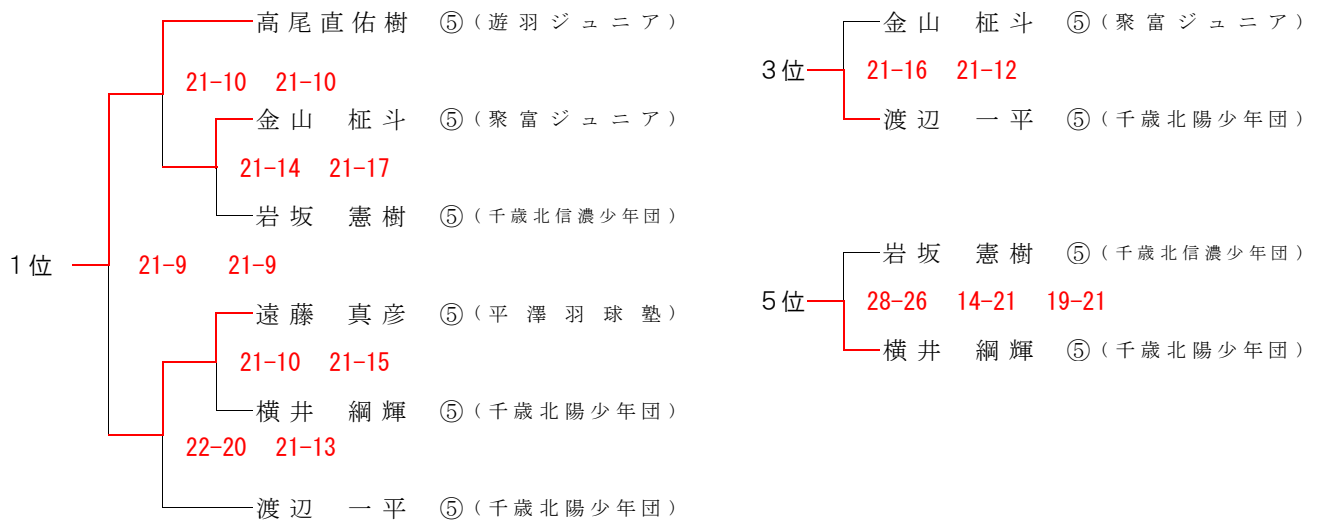 高尾直佑樹 ⑤(遊羽ジュニア)
21-10 21-10
金山 柾斗 ⑤(聚富ジュニア)
21-14 21-17
岩坂 憲樹 ⑤(千歳北信濃少年団)
1位 21-9 21-9
遠藤 真彦 ⑤(平澤羽球塾)
21-10 21-15
横井 綱輝 ⑤(千歳北陽少年団)
22-20 21-13
渡辺 一平 ⑤(千歳北陽少年団)
金山 柾斗 ⑤(聚富ジュニア)
3位 21-16 21-12
渡辺 一平 ⑤(千歳北陽少年団)
岩坂 憲樹 ⑤(千歳北信濃少年団)
5位 28-26 14-21 19-21
横井 綱輝 ⑤(千歳北陽少年団)